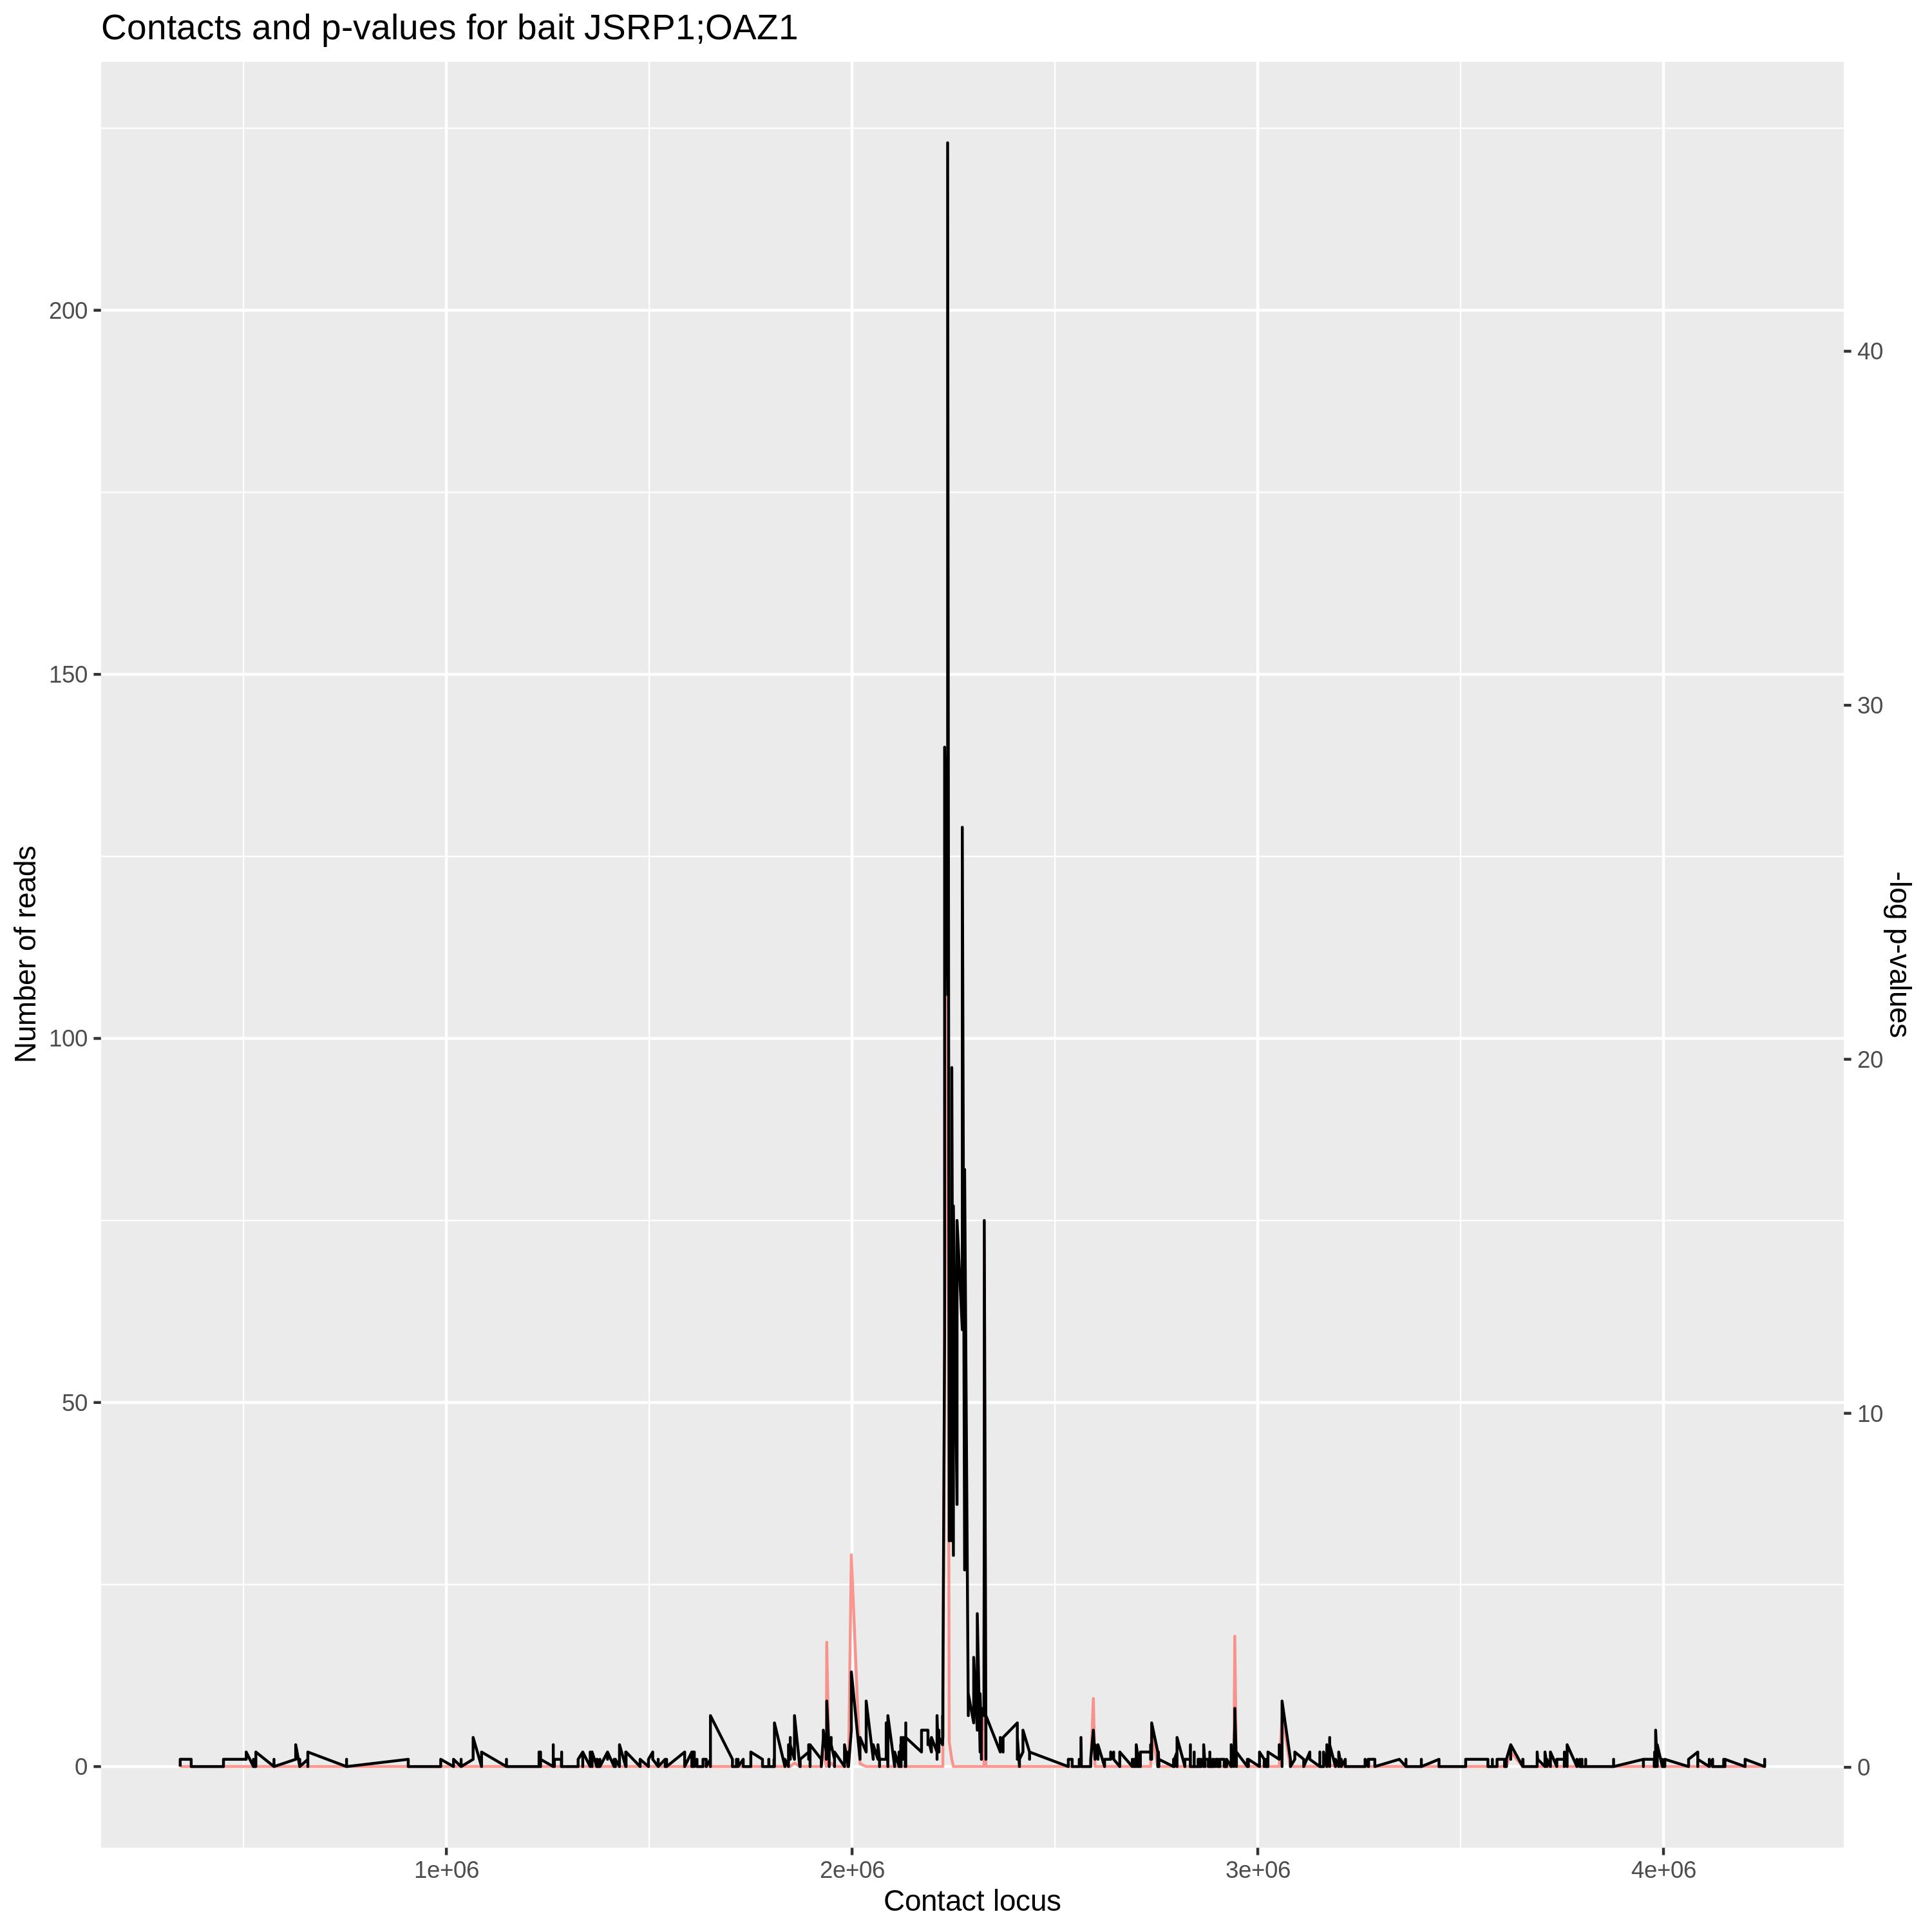 Contacts and p-values for bait JSRP1;OAZ1
Number of reads
200
150
100
50
0
40
30
20
10
0
-log p-values
1e+06
2e+06
3e+06
4e+06
Contact locus